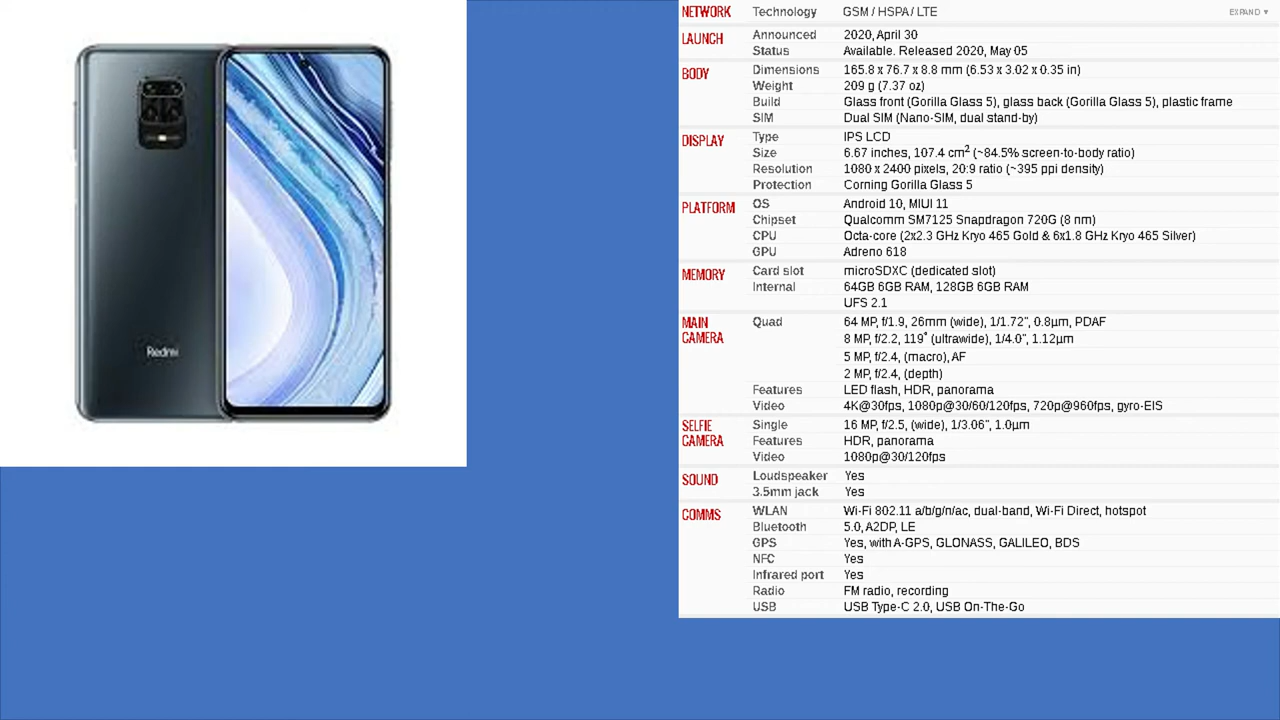 Redmi
NETWORK Technology GSM / HSPA / LTE EXPAND ▼
LAUNCH Announced 2020, April 30
Status Available. Released 2020, May 05
BODY Dimensions 165.8 x 76.7 x 8.8 mm (6.53 x 3.02 x 0.35 in)
Weight 209 g (7.37 oz)
Build Glass front (Gorilla Glass 5), glass back (Gorilla Glass 5), plastic frame
SIM Dual SIM (Nano-SIM, dual stand-by)
DISPLAY Type IPS LCD
Size 6.67 inches, 107.4 cm² (~84.5% screen-to-body ratio)
Resolution 1080 x 2400 pixels, 20:9 ratio (~395 ppi density)
Protection Corning Gorilla Glass 5
PLATFORM OS Android 10, MIUI 11
Chipset Qualcomm SM7125 Snapdragon 720G (8 nm)
CPU Octa-core (2x2.3 GHz Kryo 465 Gold & 6x1.8 GHz Kryo 465 Silver)
GPU Adreno 618
MEMORY Card slot microSDXC (dedicated slot)
Internal 64GB 6GB RAM, 128GB 6GB RAM
UFS 2.1
MAIN CAMERA Quad 64 MP, f/1.9, 26mm (wide), 1/1.72", 0.8µm, PDAF
8 MP, f/2.2, 119˚ (ultrawide), 1/4.0", 1.12µm
5 MP, f/2.4, (macro), AF
2 MP, f/2.4, (depth)
Features LED flash, HDR, panorama
Video 4K@30fps, 1080p@30/60/120fps, 720p@960fps, gyro-EIS
SELFIE CAMERA Single 16 MP, f/2.5, (wide), 1/3.06", 1.0µm
Features HDR, panorama
Video 1080p@30/120fps
SOUND Loudspeaker Yes
3.5mm jack Yes
COMMS WLAN Wi-Fi 802.11 a/b/g/n/ac, dual-band, Wi-Fi Direct, hotspot
Bluetooth 5.0, A2DP, LE
GPS Yes, with A-GPS, GLONASS, GALILEO, BDS
NFC Yes
Infrared port Yes
Radio FM radio, recording
USB USB Type-C 2.0, USB On-The-Go